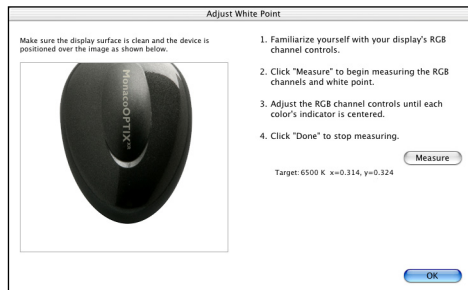 Adjust White Point
Make sure the display surface is clean and the device is
positioned over the image as shown below.
MonacoOPTIX XR
1. Familiarize yourself with your display's RGB
channel controls.
2. Click "Measure" to begin measuring the RGB
channels and white point.
3. Adjust the RGB channel controls until each
color's indicator is centered.
4. Click "Done" to stop measuring.
Measure
Target: 6500 K x=0.314, y=0.324
OK